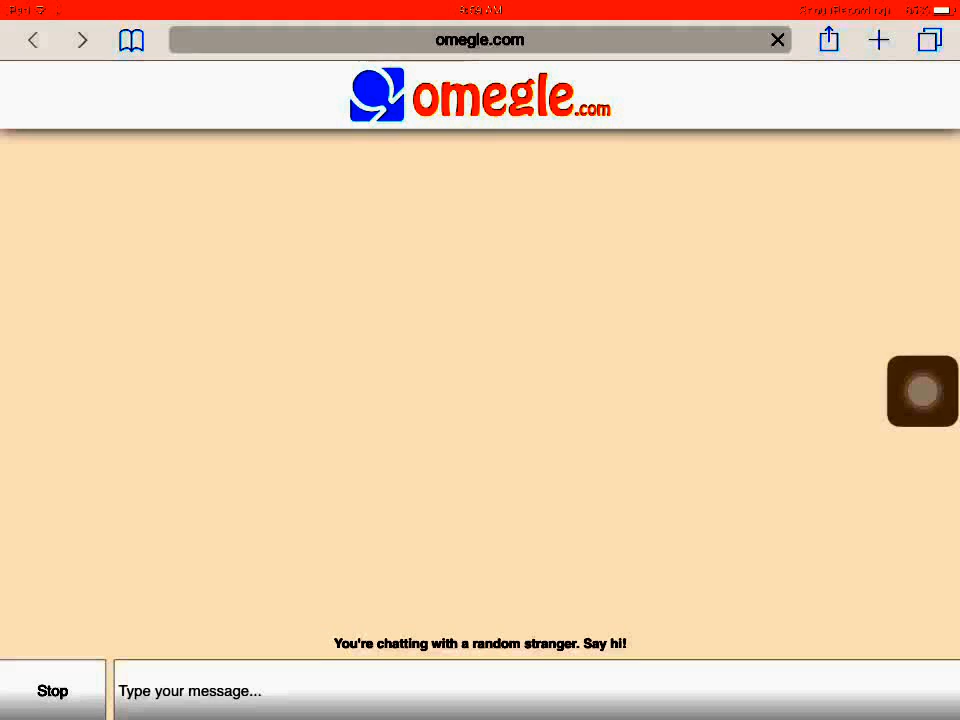 omegle.com
omegle.com
You're chatting with a random stranger. Say hi!
Stop
Type your message...